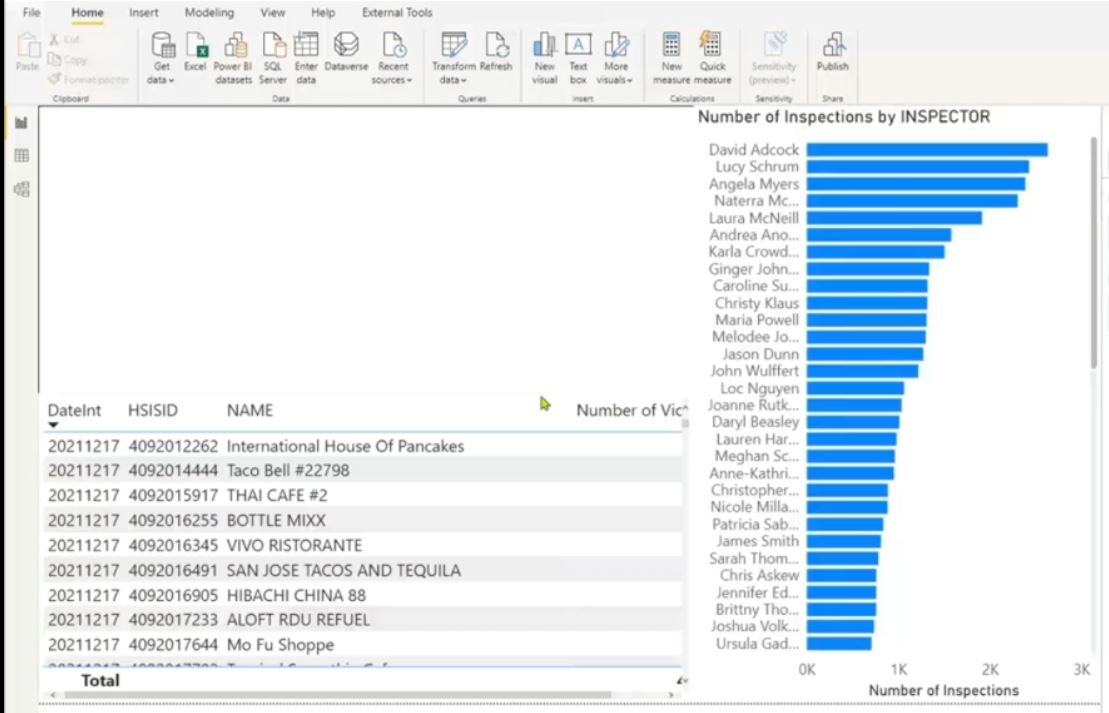 File Home Insert Modeling View Help External Tools
Paste
Cut
Copy
Format painter
Clipboard
Get data
Excel
Power BI datasets
SQL Server
Enter data
Dataverse
Recent sources
Data
Transform data
Refresh
Queries
New visual
Text box
More visuals
Insert
New measure
Quick measure
Calculations
Sensitivity (preview)
Sensitivity
Publish
Share
DateInt HSISID NAME Number of Vic
20211217 4092012262 International House Of Pancakes
20211217 4092014444 Taco Bell #22798
20211217 4092015917 THAI CAFE #2
20211217 4092016255 BOTTLE MIXX
20211217 4092016345 VIVO RISTORANTE
20211217 4092016491 SAN JOSE TACOS AND TEQUILA
20211217 4092016905 HIBACHI CHINA 88
20211217 4092017233 ALOFT RDU REFUEL
20211217 4092017644 Mo Fu Shoppe
Total
Number of Inspections by INSPECTOR
David Adcock
Lucy Schrum
Angela Myers
Naterra Mc...
Laura McNeill
Andrea Ano...
Karla Crowd...
Ginger John...
Caroline Su...
Christy Klaus
Maria Powell
Melodee Jo...
Jason Dunn
John Wulffert
Loc Nguyen
Joanne Rutk...
Daryl Beasley
Lauren Har...
Meghan Sc...
Anne-Kathri...
Christopher...
Nicole Milla...
Patricia Sab...
James Smith
Sarah Thom...
Chris Askew
Jennifer Ed...
Brittny Tho...
Joshua Volk...
Ursula Gad...
0K 1K 2K 3K
Number of Inspections